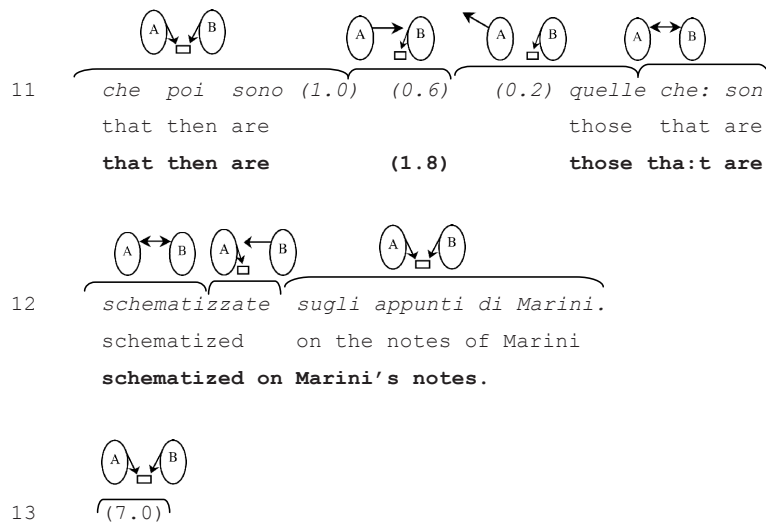 A B A B A B A B
11 che poi sono (1.0) (0.6) (0.2) quelle che: son
that then are those that are
that then are (1.8) those tha:t are
A B A B A B
12 schematizzate sugli appunti di Marini.
schematized on the notes of Marini
schematized on Marini’s notes.
A B
13 (7.0)